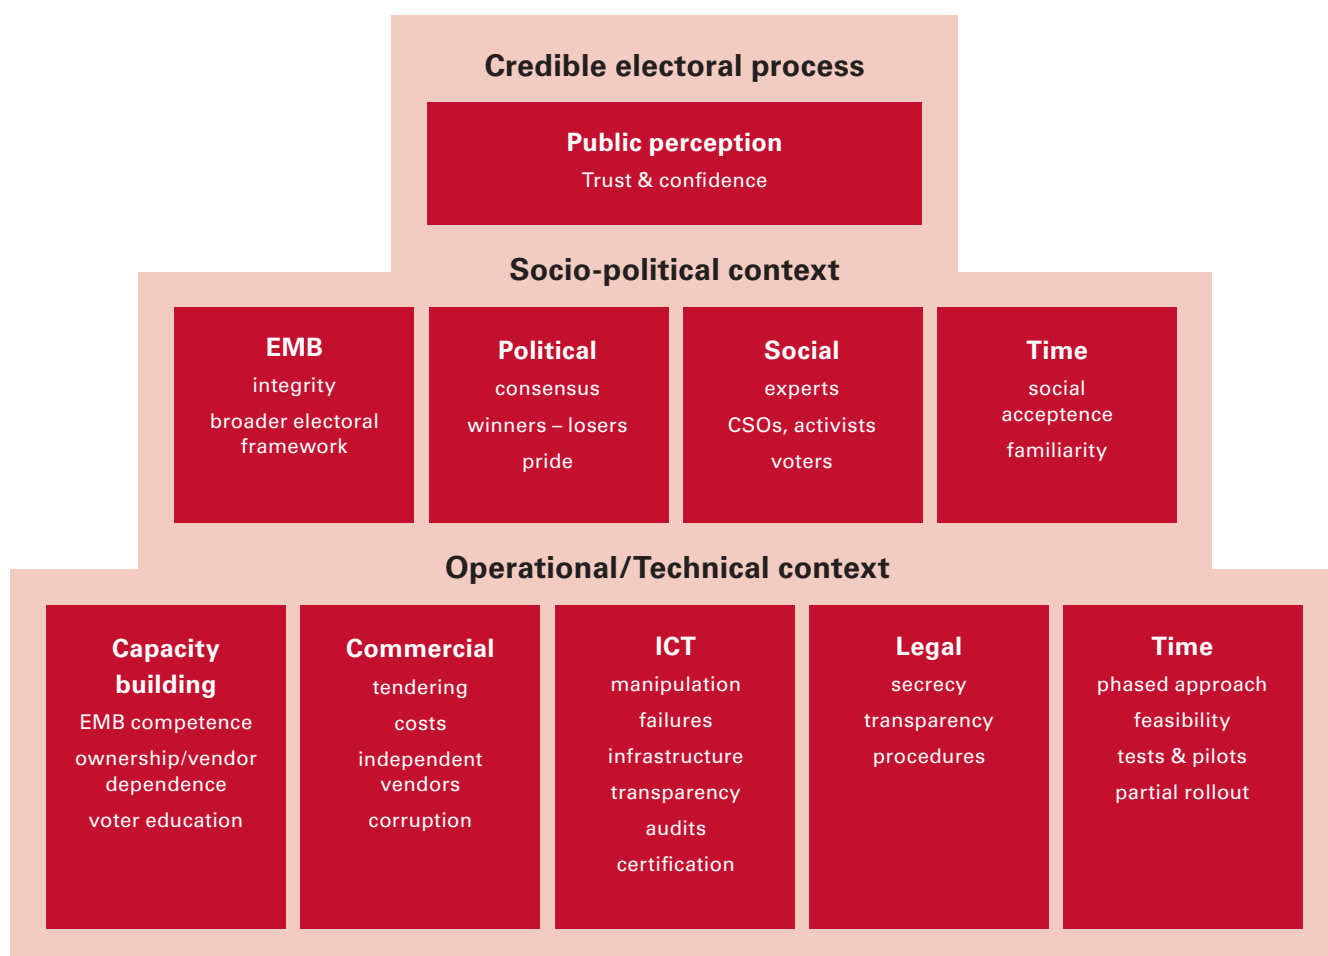 Credible electoral process
Public perception
Trust & confidence
Socio-political context
EMB
integrity
broader electoral
framework
Political
consensus
winners – losers
pride
Social
experts
CSOs, activists
voters
Time
social
acceptence
familiarity
Operational/Technical context
Capacity
building
EMB competence
ownership/vendor
dependence
voter education
Commercial
tendering
costs
independent
vendors
corruption
ICT
manipulation
failures
infrastructure
transparency
audits
certification
Legal
secrecy
transparency
procedures
Time
phased approach
feasibility
tests & pilots
partial rollout